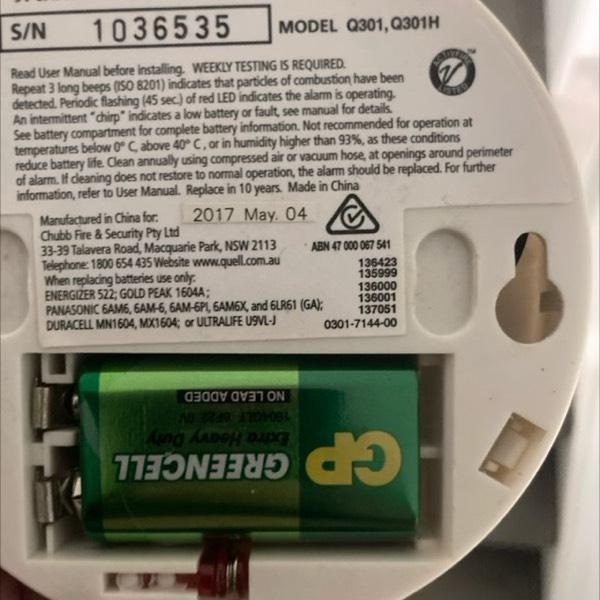 S/N 1036535 MODEL Q301, Q301H
Read User Manual before installing. WEEKLY TESTING IS REQUIRED.
Repeat 3 long beeps (ISO 8201) indicates that particles of combustion have been
detected. Periodic flashing (45 sec.) of red LED indicates the alarm is operating.
An intermittent "chirp" indicates a low battery or fault, see manual for details.
See battery compartment for complete battery information. Not recommended for operation at
temperatures below 0° C, above 40° C, or in humidity higher than 93%, as these conditions
reduce battery life. Clean annually using compressed air or vacuum hose, at openings around perimeter
of alarm. If cleaning does not restore to normal operation, the alarm should be replaced. For further
information, refer to User Manual. Replace in 10 years. Made in China
Manufactured in China for: 2017 May. 04
Chubb Fire & Security Pty Ltd
33-39 Talavera Road, Macquarie Park, NSW 2113 ABN 47 000 067 541
Telephone: 1800 654 435 Website www.quell.com.au 136423
When replacing batteries use only: 135999
ENERGIZER 522; GOLD PEAK 1604A; 136000
PANASONIC 6AM6, 6AM-6, 6AM-6PI, 6AM6X, and 6LR61 (GA); 136001
137051
DURACELL MN1604, MX1604; or ULTRALIFE U9VL-J 0301-7144-00
GP GREENCELL
Extra Heavy Duty
1604GLF 6F22 9V
NO LEAD ADDED